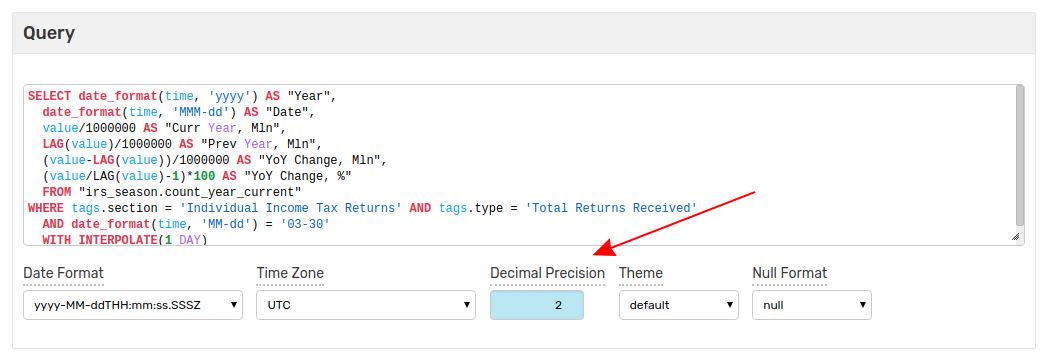 Query
SELECT date_format(time, 'yyyy') AS "Year",
date_format(time, 'MMM-dd') AS "Date",
value/1000000 AS "Curr Year, Mln",
LAG(value)/1000000 AS "Prev Year, Mln",
(value-LAG(value))/1000000 AS "YoY Change, Mln",
(value/LAG(value)-1)*100 AS "YoY Change, %"
FROM "irs_season.count_year_current"
WHERE tags.section = 'Individual Income Tax Returns' AND tags.type = 'Total Returns Received'
AND date_format(time, 'MM-dd') = '03-30'
WITH INTERPOLATE(1 DAY)
Date Format Time Zone Decimal Precision Theme Null Format
yyyy-MM-ddTHH:mm:ss.SSSZ UTC 2 default null